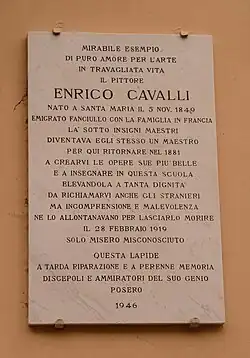 MIRABILE ESEMPIO
DI PURO AMORE PER L'ARTE
IN TRAVAGLIATA VITA
IL PITTORE
ENRICO CAVALLI
NATO A SANTA MARIA IL 5 NOV. 1849
EMIGRATO FANCIULLO CON LA FAMIGLIA IN FRANCIA
LA' SOTTO INSIGNI MAESTRI
DIVENTAVA EGLI STESSO UN MAESTRO
PER QUI RITORNARE NEL 1881
A CREARVI LE OPERE SUE PIU' BELLE
E A INSEGNARE IN QUESTA SCUOLA
ELEVANDOLA A TANTA DIGNITA'
DA RICHIAMARVI ANCHE GLI STRANIERI
MA INCOMPRENSIONE E MALEVOLENZA
NE LO ALLONTANAVANO PER LASCIARLO MORIRE
IL 28 FEBBRAIO 1919
SOLO MISERO MISCONOSCIUTO
QUESTA LAPIDE
A TARDA RIPARAZIONE E A PERENNE MEMORIA
DISCEPOLI E AMMIRATORI DEL SUO GENIO
POSERO
1946